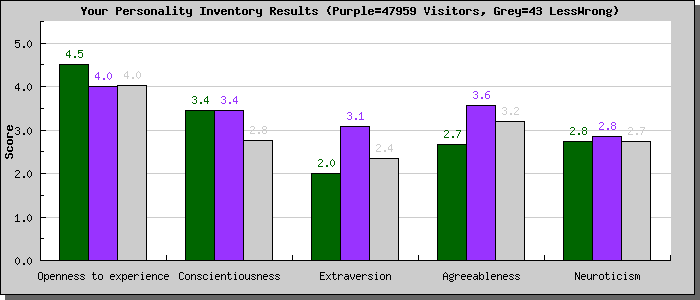 Your Personality Inventory Results (Purple=47959 Visitors, Grey=43 LessWrong)
Score
5.0
4.0
3.0
2.0
1.0
0.0
4.5 4.0 4.0
3.4 3.4 2.8
2.0 3.1 2.4
2.7 3.6 3.2
2.8 2.8 2.7
Openness to experience Conscientiousness Extraversion Agreeableness Neuroticism